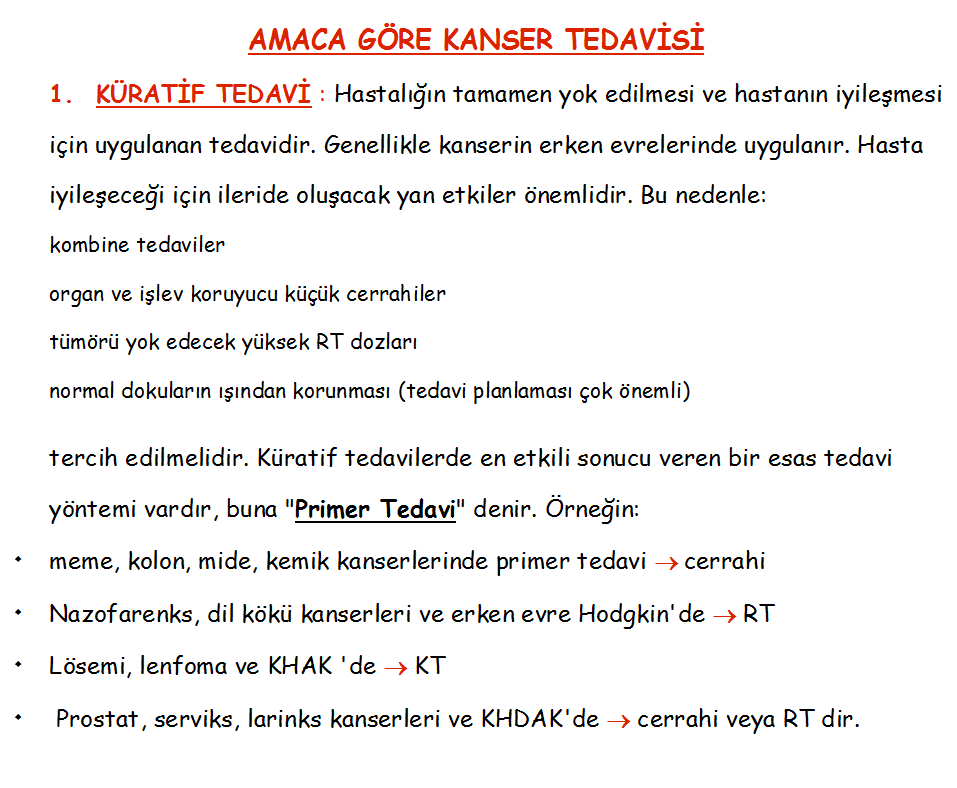 AMACA GÖRE KANSER TEDAVİSİ
1. KÜRATİF TEDAVİ : Hastalığın tamamen yok edilmesi ve hastanın iyileşmesi
için uygulanan tedavidir. Genellikle kanserin erken evrelerinde uygulanır. Hasta
iyileşeceği için ileride oluşacak yan etkiler önemlidir. Bu nedenle:
kombine tedaviler
organ ve işlev koruyucu küçük cerrahiler
tümörü yok edecek yüksek RT dozları
normal dokuların ışından korunması (tedavi planlaması çok önemli)
tercih edilmelidir. Küratif tedavilerde en etkili sonucu veren bir esas tedavi
yöntemi vardır, buna "Primer Tedavi" denir. Örneğin:
• meme, kolon, mide, kemik kanserlerinde primer tedavi → cerrahi
• Nazofarenks, dil kökü kanserleri ve erken evre Hodgkin'de → RT
• Lösemi, lenfoma ve KHAK 'de → KT
• Prostat, serviks, larinks kanserleri ve KHDAK'de → cerrahi veya RT dir.